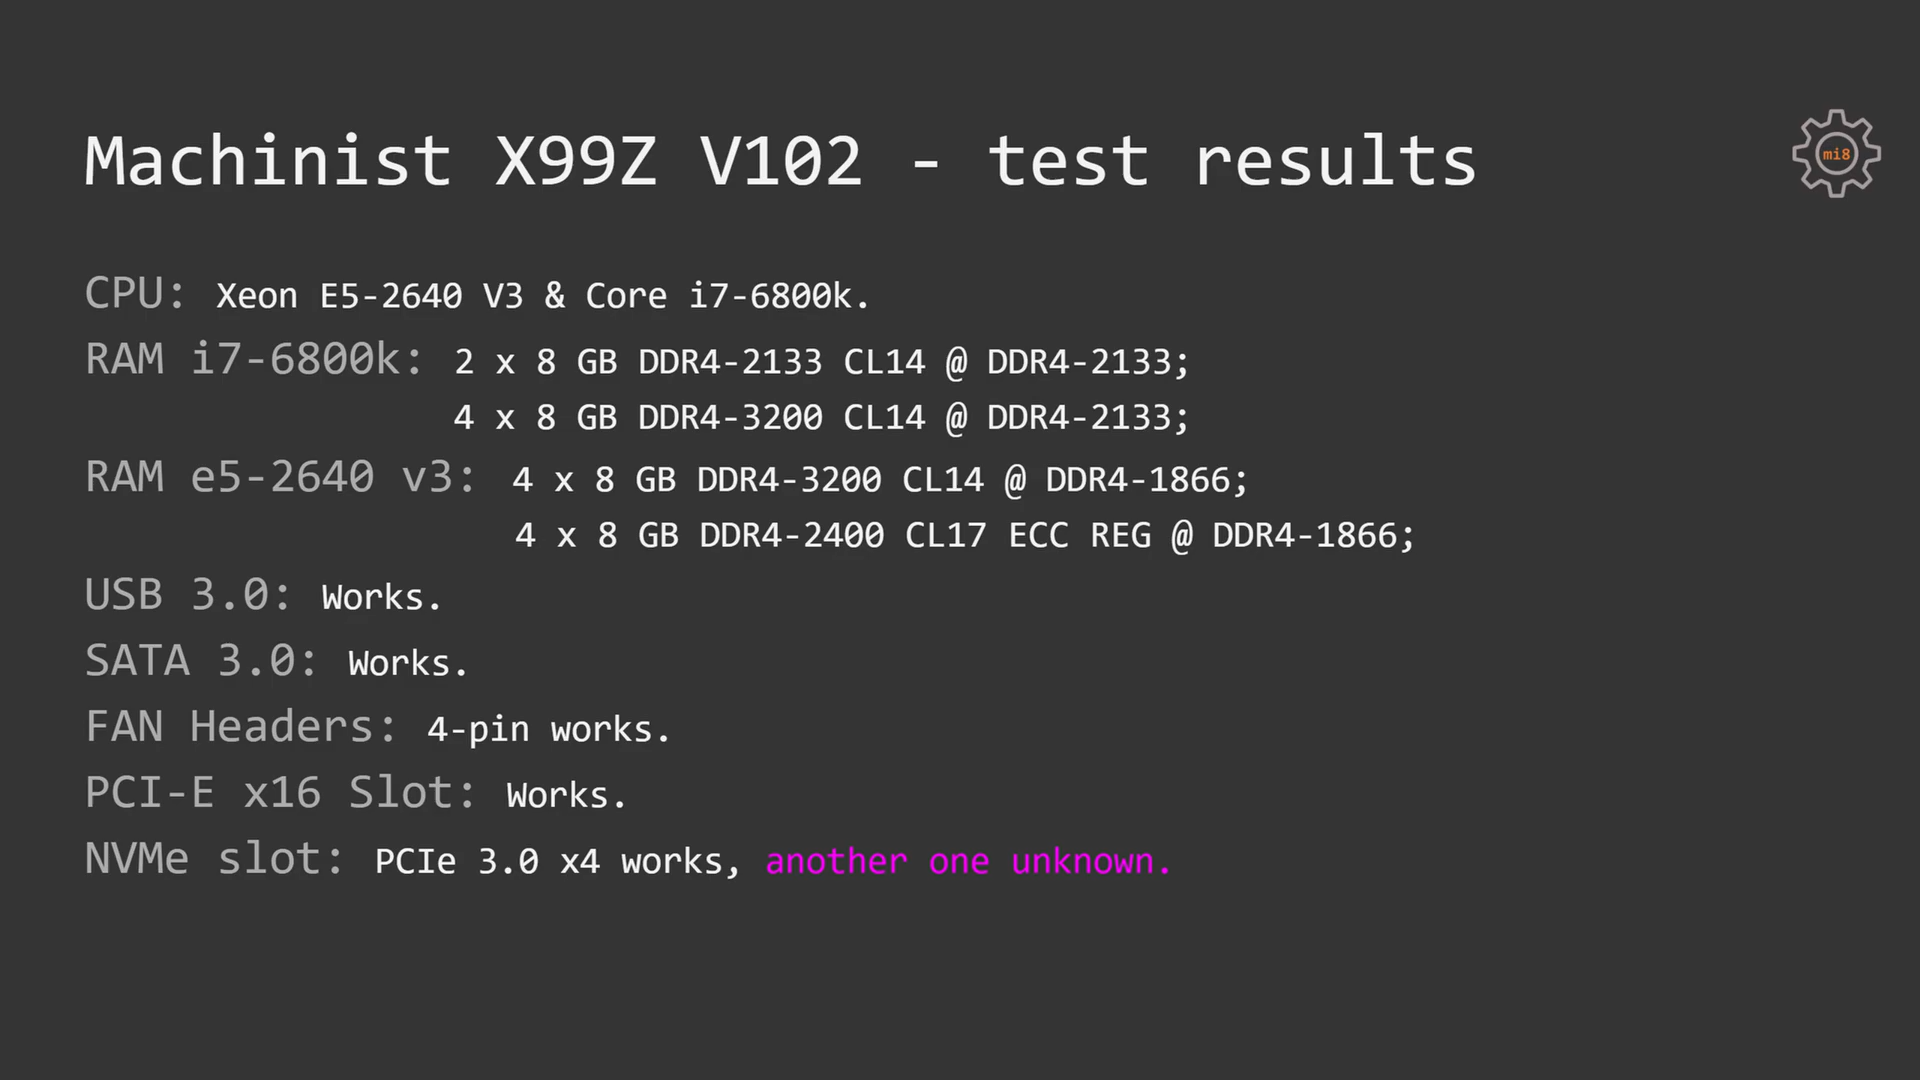 Machinist X99Z V102 - test results
mi8
CPU: Xeon E5-2640 V3 & Core i7-6800k.
RAM i7-6800k: 2 x 8 GB DDR4-2133 CL14 @ DDR4-2133;
4 x 8 GB DDR4-3200 CL14 @ DDR4-2133;
RAM e5-2640 v3: 4 x 8 GB DDR4-3200 CL14 @ DDR4-1866;
4 x 8 GB DDR4-2400 CL17 ECC REG @ DDR4-1866;
USB 3.0: Works.
SATA 3.0: Works.
FAN Headers: 4-pin works.
PCI-E x16 Slot: Works.
NVMe slot: PCIe 3.0 x4 works, another one unknown.